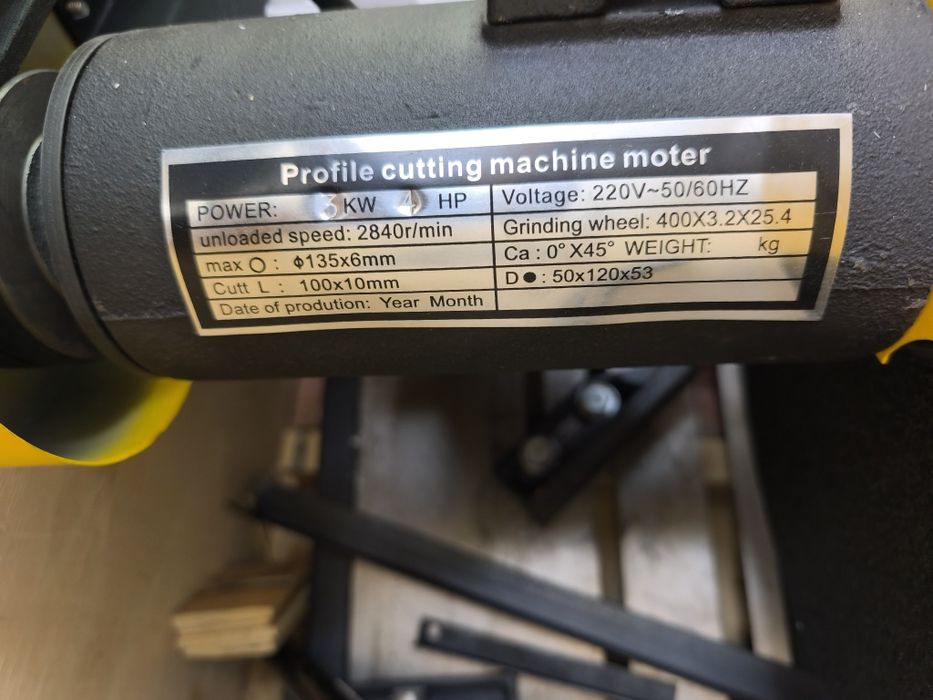 Profile cutting machine moter
POWER: 3 KW 4 HP
unloaded speed: 2840r/min
max ○ : ϕ135x6mm
Cutt L : 100x10mm
Date of prodution: Year Month
Voltage: 220V~50/60HZ
Grinding wheel: 400X3.2X25.4
Ca : 0° X45° WEIGHT: kg
D ● : 50x120x53